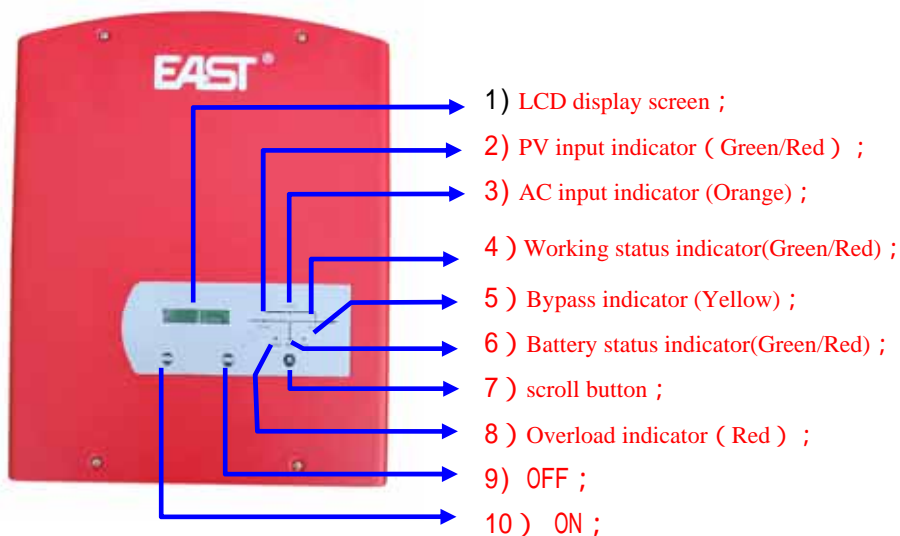 EAST®
1) LCD display screen ;
2) PV input indicator ( Green/Red ) ;
3) AC input indicator (Orange) ;
4 ) Working status indicator(Green/Red) ;
5 ) Bypass indicator (Yellow) ;
6 ) Battery status indicator(Green/Red) ;
7 ) scroll button ;
8 ) Overload indicator ( Red ) ;
9) OFF ;
10 ) ON ;